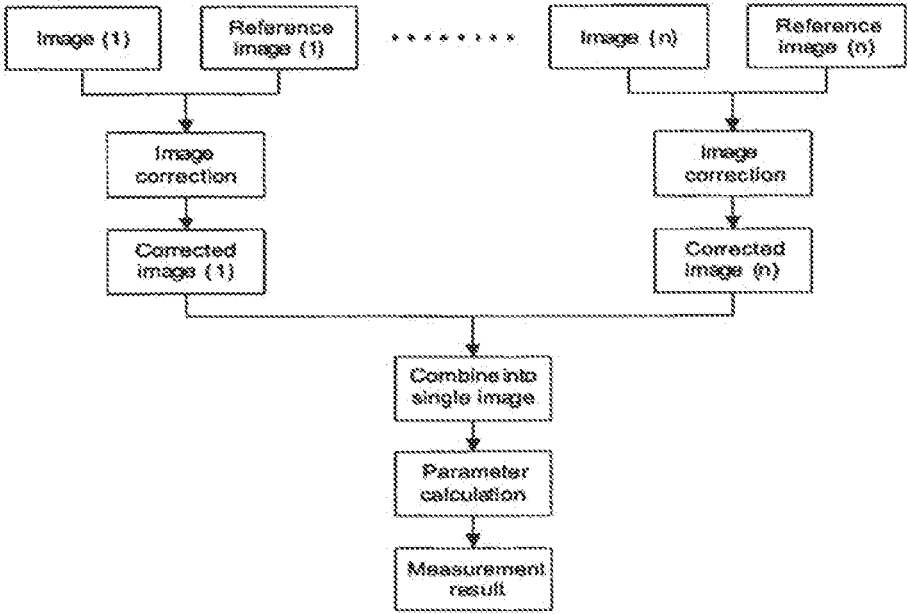 Image (1)
Reference
image (1)
Image (n)
Reference
image (n)
Image
correction
Image
correction
Corrected
image (1)
Corrected
image (n)
Combine into
single image
Parameter
calculation
Measurement
result